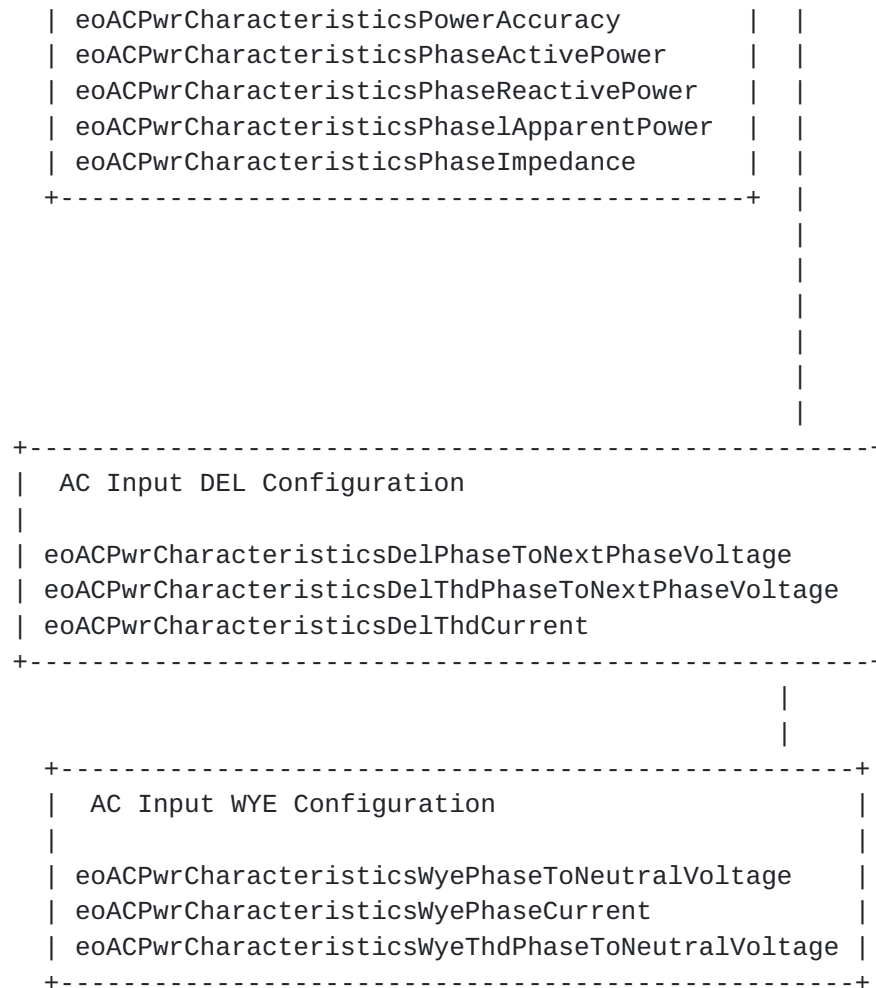 | eoACPwrCharacteristicsPowerAccuracy        |  |
| eoACPwrCharacteristicsPhaseActivePower     |  |
| eoACPwrCharacteristicsPhaseReactivePower   |  |
| eoACPwrCharacteristicsPhaselApparentPower  |  |
| eoACPwrCharacteristicsPhaseImpedance       |  |
+--------------------------------------------+  |
|
|
|
|
|
|
+------------------------------------------------------+
|  AC Input DEL Configuration
|
| eoACPwrCharacteristicsDelPhaseToNextPhaseVoltage
| eoACPwrCharacteristicsDelThdPhaseToNextPhaseVoltage
| eoACPwrCharacteristicsDelThdCurrent
+------------------------------------------------------+
|
|
+---------------------------------------------------+
|  AC Input WYE Configuration                       |
|                                                   |
| eoACPwrCharacteristicsWyePhaseToNeutralVoltage    |
| eoACPwrCharacteristicsWyePhaseCurrent             |
| eoACPwrCharacteristicsWyeThdPhaseToNeutralVoltage |
+---------------------------------------------------+